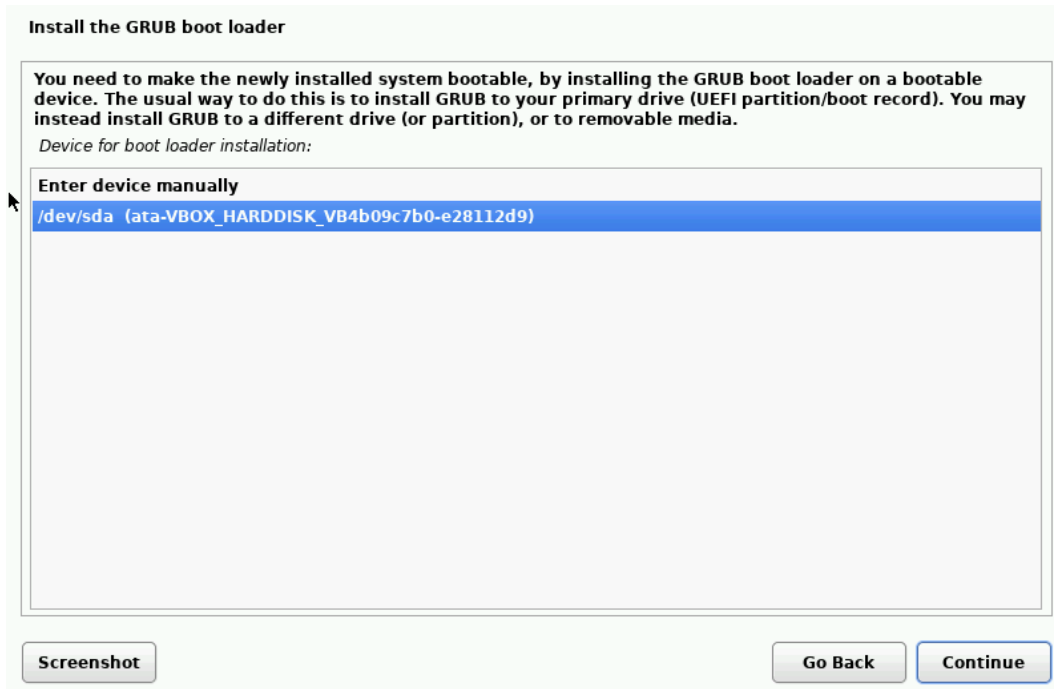 Install the GRUB boot loader
You need to make the newly installed system bootable, by installing the GRUB boot loader on a bootable
device. The usual way to do this is to install GRUB to your primary drive (UEFI partition/boot record). You may
instead install GRUB to a different drive (or partition), or to removable media.
Device for boot loader installation:
Enter device manually
/dev/sda (ata-VBOX_HARDDISK_VB4b09c7b0-e28112d9)
Screenshot
Go Back
Continue